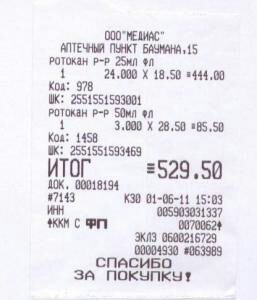 ООО"МЕДИАС"
АПТЕЧНЫЙ ПУНКТ БАУМАНА,15
РОТОКАН Р-Р 25МЛ ФЛ
1 24.000 X 18.50 =444.00
Код: 978
ШК: 2551551593001
РОТОКАН Р-Р 50МЛ ФЛ
1 3.000 X 28.50 =85.50
Код: 1458
ШК: 2551551593469
ИТОГ =529.50
ДОК. 00018194
#7143 К30 01-06-11 15:03
ИНН 005903031337
ККМ С ФП 0070062
ЭКЛЗ 0600216729
00004930 #063989
СПАСИБО
ЗА ПОКУПКУ!